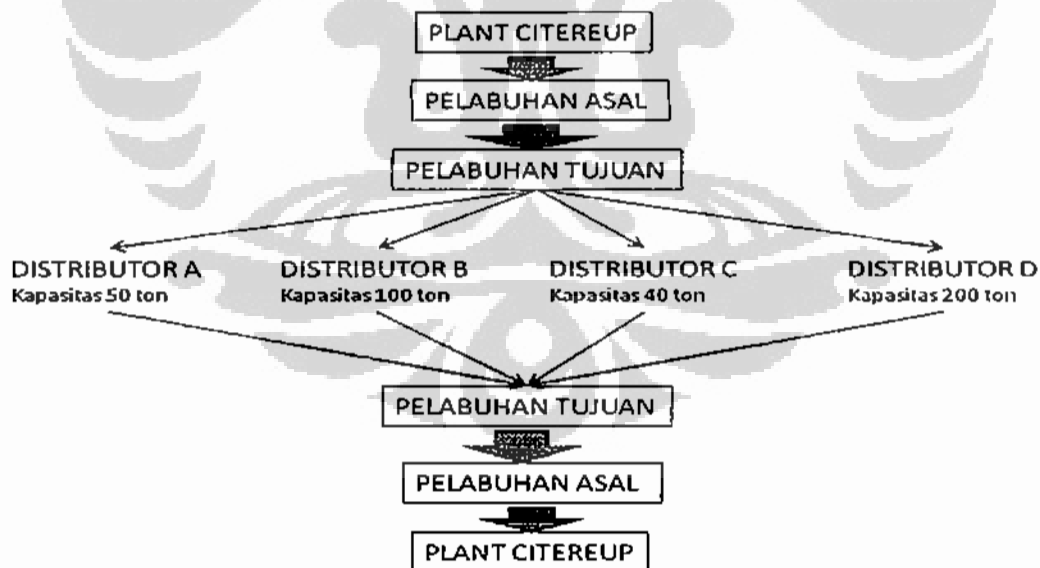 PLANT CITEREUP
PELABUHAN ASAL
PELABUHAN TUJUAN
DISTRIBUTOR A
Kapasitas 50 ton
DISTRIBUTOR B
Kapasitas 100 ton
DISTRIBUTOR C
Kapasitas 40 ton
DISTRIBUTOR D
Kapasitas 200 ton
PELABUHAN TUJUAN
PELABUHAN ASAL
PLANT CITEREUP